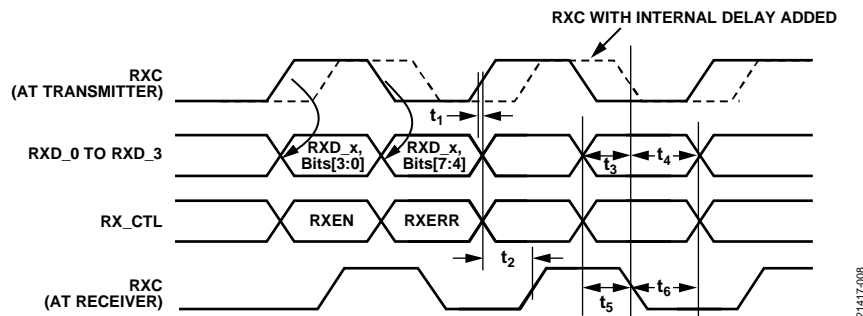 RXC WITH INTERNAL DELAY ADDED
RXC
(AT TRANSMITTER)
t1
RXD_0 TO RXD_3
RXD_x,
Bits[3:0]
RXD_x,
Bits[7:4]
t3
t4
RX_CTL
RXEN
RXERR
t2
RXC
(AT RECEIVER)
t5
t6
21417-008